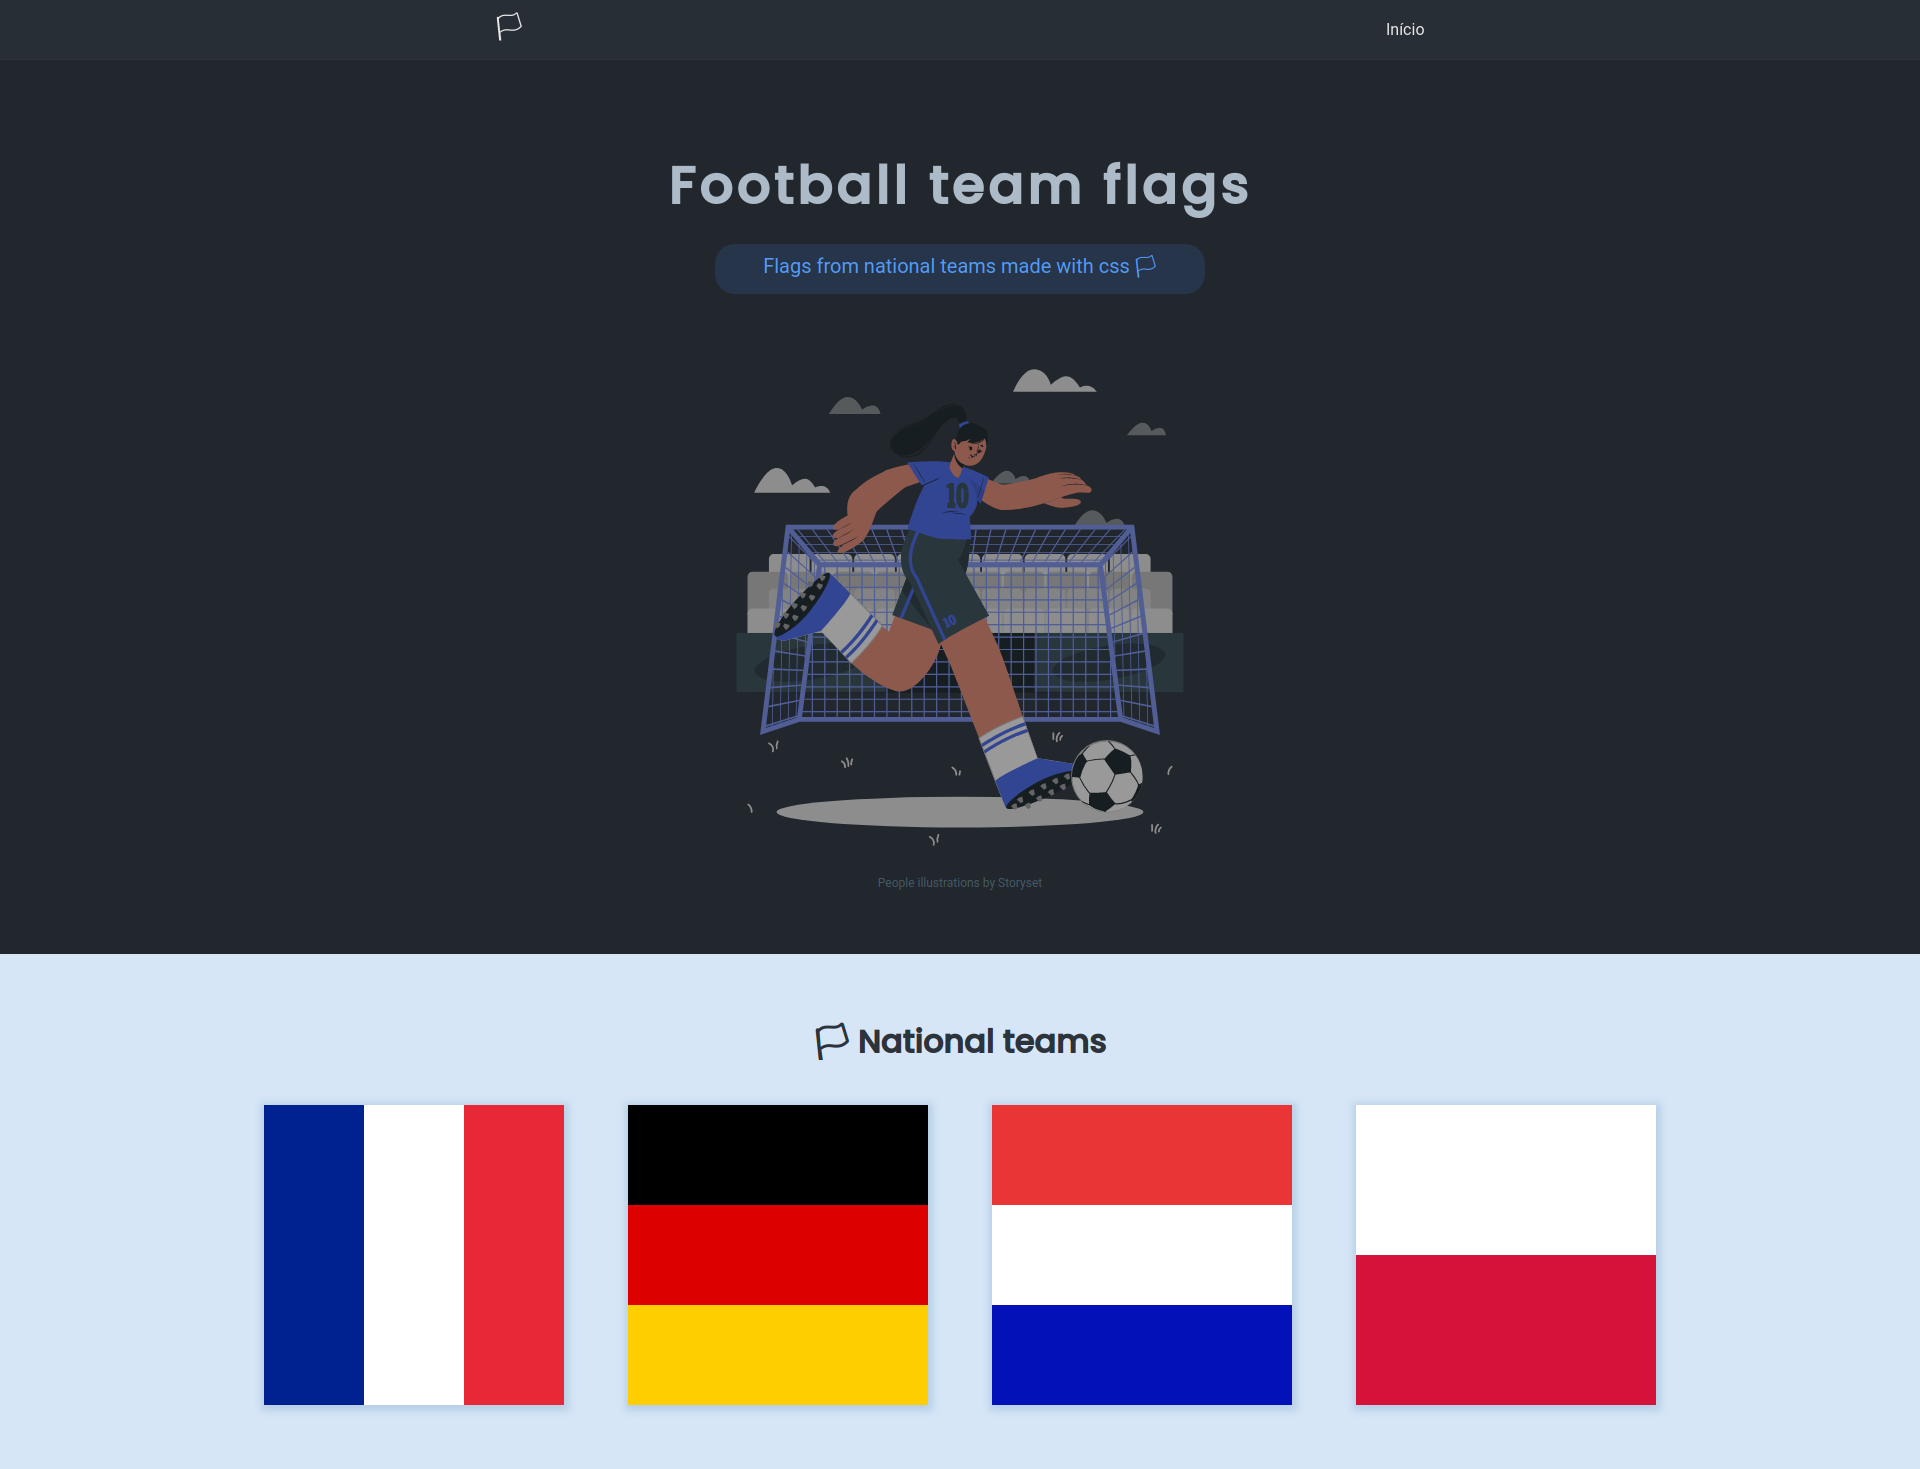 Início
Football team flags
Flags from national teams made with css
10
10
People illustrations by Storyset
National teams